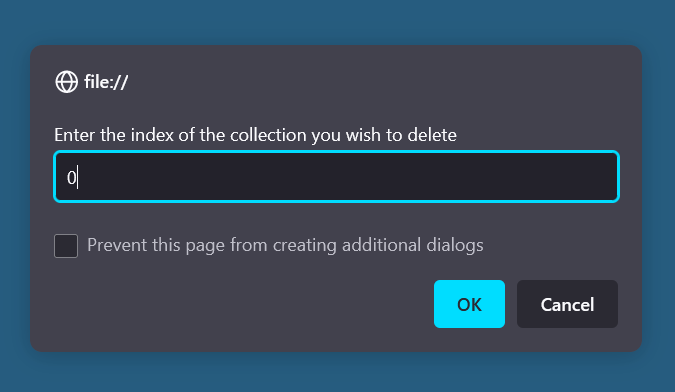 file://
Enter the index of the collection you wish to delete
0
Prevent this page from creating additional dialogs
OK
Cancel